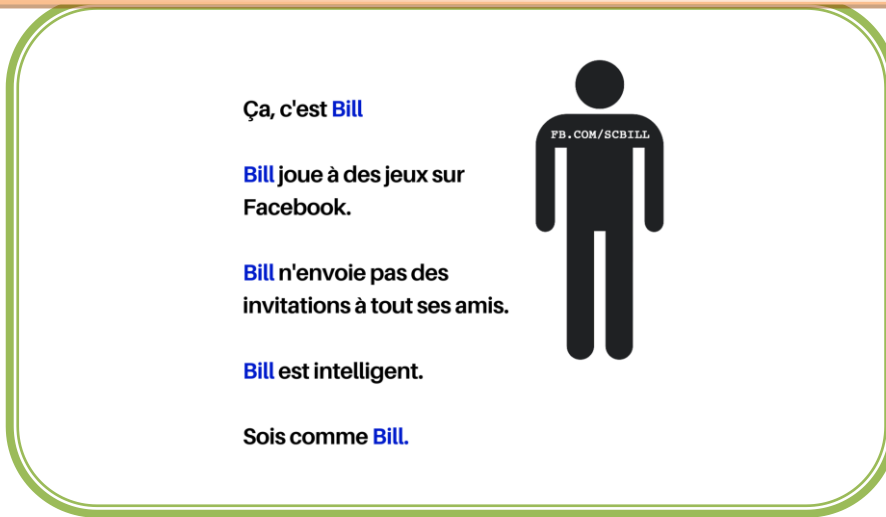 Ça, c'est Bill
FB.COM/SCBILL
Bill joue à des jeux sur
Facebook.
Bill n'envoie pas des
invitations à tout ses amis.
Bill est intelligent.
Sois comme Bill.